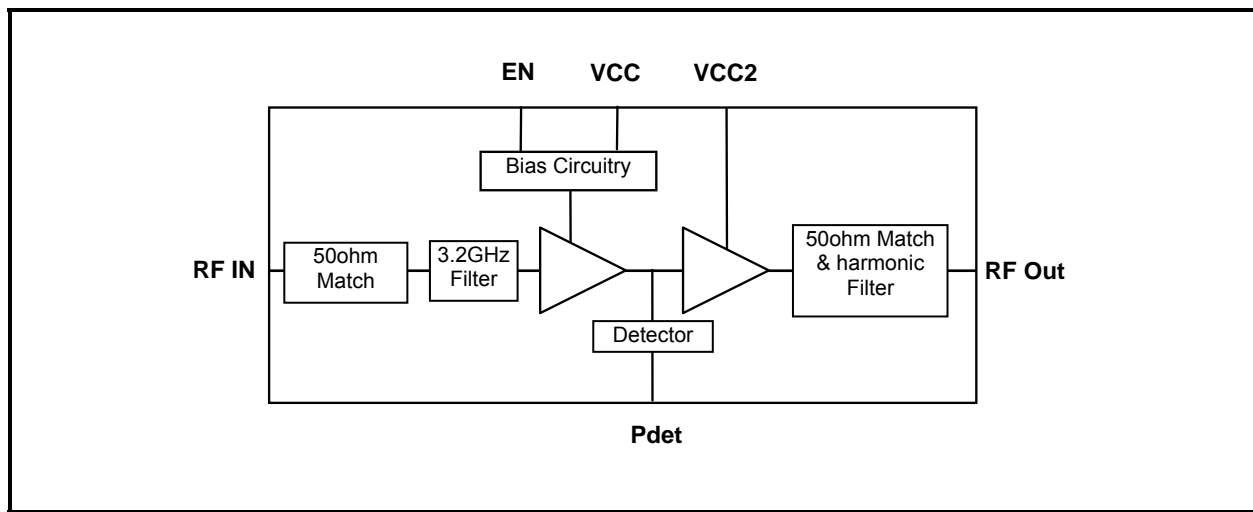 EN VCC VCC2
Bias Circuitry
RF IN
50ohm
Match
3.2GHz
Filter
50ohm Match
& harmonic
Filter
RF Out
Detector
Pdet